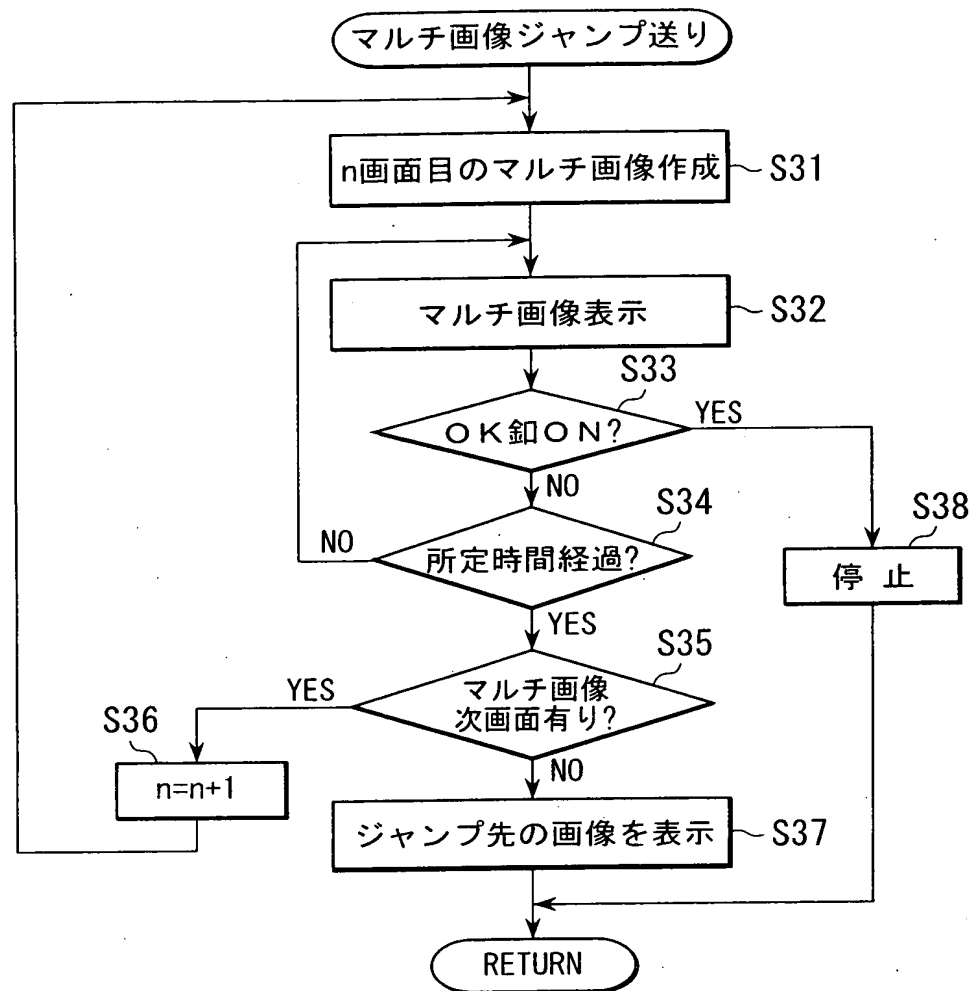 マルチ画像ジャンプ送り
n画面目のマルチ画像作成
S31
マルチ画像表示
S32
S33
OK釦ON?
YES
NO
S34
所定時間経過?
NO
YES
S38
停 止
S35
マルチ画像
次画面有り?
YES
NO
S36
n=n+1
ジャンプ先の画像を表示
S37
RETURN